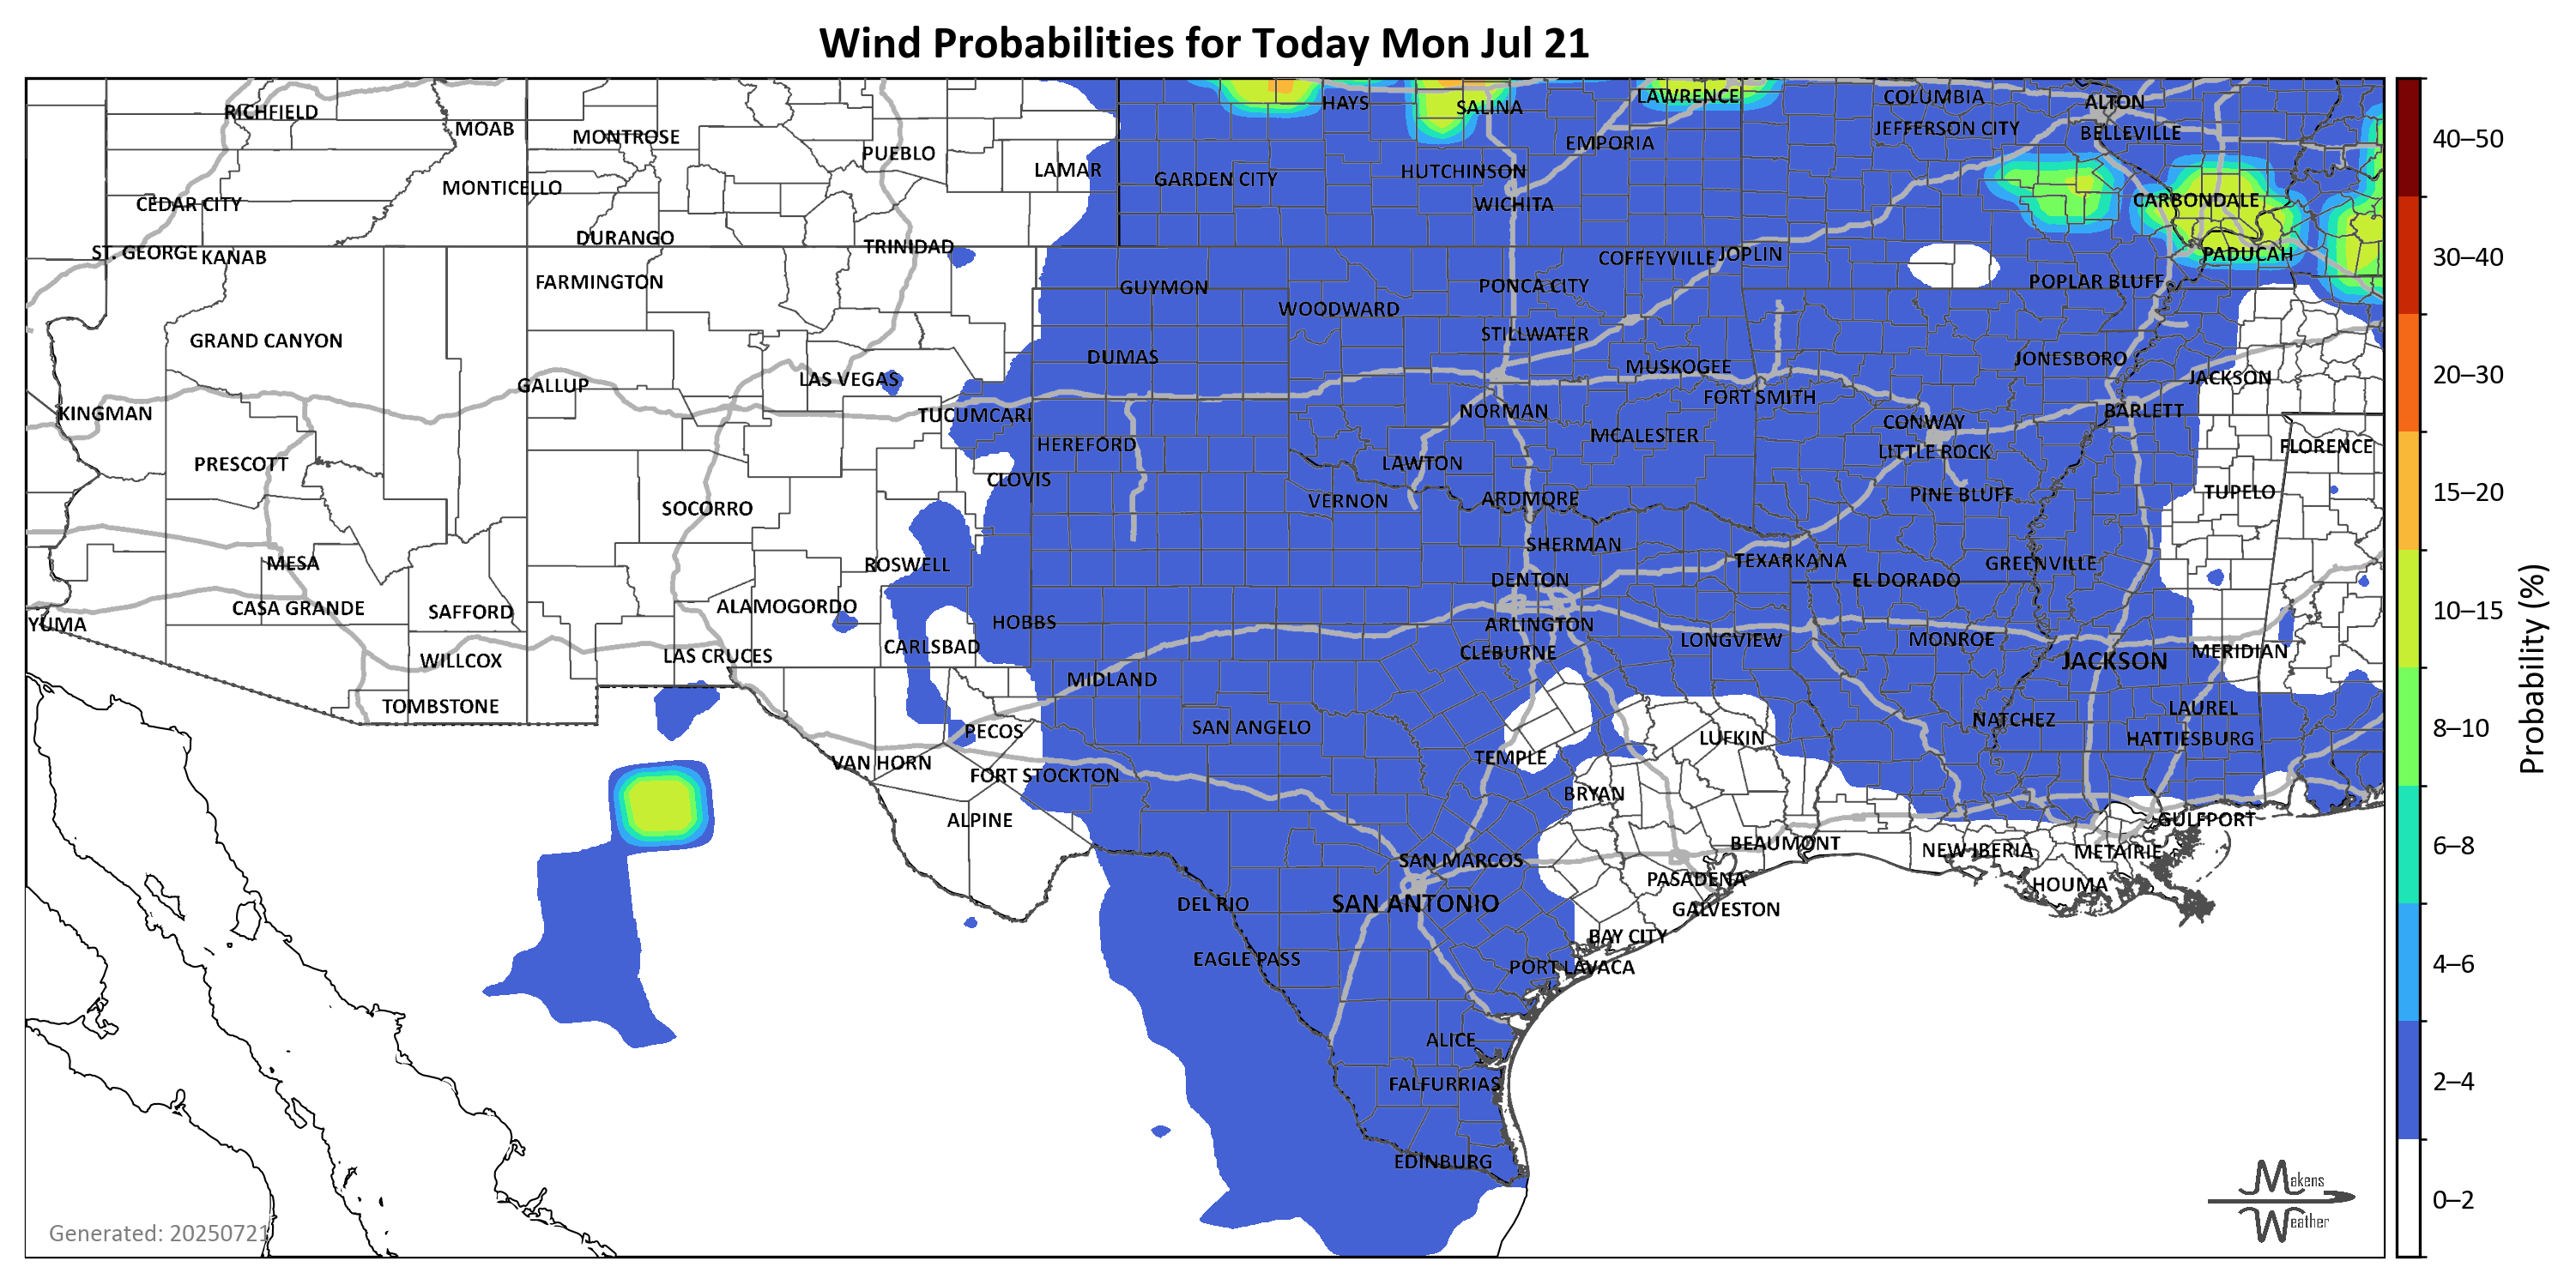 Wind Probabilities for Today Mon Jul 21
RICHFIELD
MOAB
MONTROSE
PUEBLO
LAMAR
HAYS
SALINA
LAWRENCE
COLUMBIA
ALTON
JEFFERSON CITY
BELLEVILLE
EMPORIA
HUTCHINSON
GARDEN CITY
WICHITA
CARBONDALE
MONTICELLO
CEDAR CITY
DURANGO
TRINIDAD
ST. GEORGE
KANAB
COFFEYVILLE
JOPLIN
PADUCAH
FARMINGTON
GUYMON
PONCA CITY
POPLAR BLUFF
WOODWARD
GRAND CANYON
STILLWATER
DUMAS
JONESBORO
MUSKOGEE
LAS VEGAS
JACKSON
GALLUP
FORT SMITH
KINGMAN
TUCUMCARI
NORMAN
BARLETT
CONWAY
HEREFORD
MCALESTER
FLORENCE
LITTLE ROCK
PRESCOTT
LAWTON
CLOVIS
VERNON
ARDMORE
PINE BLUFF
TUPELO
SOCORRO
SHERMAN
MESA
ROSWELL
TEXARKANA
GREENVILLE
DENTON
EL DORADO
CASA GRANDE
SAFFORD
ALAMOGORDO
YUMA
HOBBS
ARLINGTON
CARLSBAD
CLEBURNE
LONGVIEW
MONROE
MERIDIAN
WILLCOX
LAS CRUCES
JACKSON
MIDLAND
TOMBSTONE
LAUREL
NATCHEZ
PECOS
SAN ANGELO
LUFKIN
HATTIESBURG
VAN HORN
FORT STOCKTON
TEMPLE
BRYAN
ALPINE
GULFPORT
BEAUMONT
NEW IBERIA
METAIRIE
SAN MARCOS
PASADENA
HOUMA
DEL RIO
SAN ANTONIO
GALVESTON
BAY CITY
EAGLE PASS
PORT LAVACA
ALICE
FALFURRIAS
EDINBURG
Generated: 20250721
Makens
Weather
40–50
30–40
20–30
15–20
10–15
8–10
6–8
4–6
2–4
0–2
Probability (%)